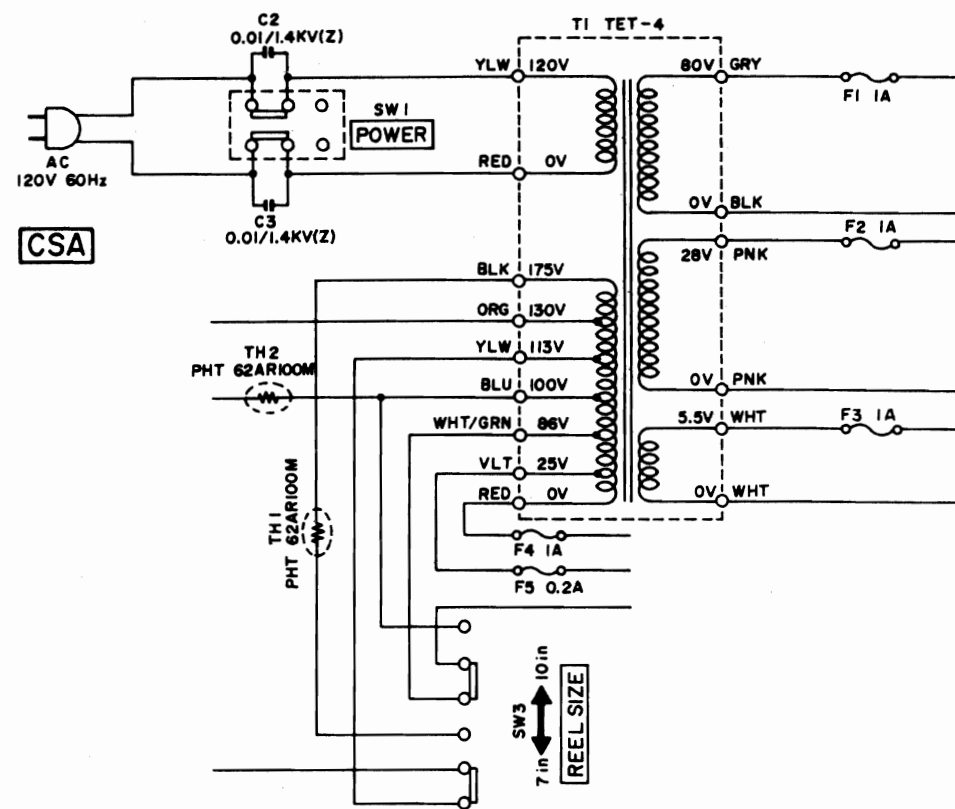 C2
0.01/1.4KV(Z)
T1 TET-4
YLW 120V
80V GRY
F1 1A
SW1
POWER
AC
120V 60Hz
RED 0V
0V BLK
C3
0.01/1.4KV(Z)
CSA
F2 1A
28V PNK
BLK 175V
ORG 130V
YLW 113V
TH2
PHT 62AR100M
BLU 100V
0V PNK
WHT/GRN 86V
5.5V WHT
F3 1A
VLT 25V
RED 0V
0V WHT
TH1
PHT 62AR100M
F4 1A
F5 0.2A
SW3
7in 10in
REEL SIZE